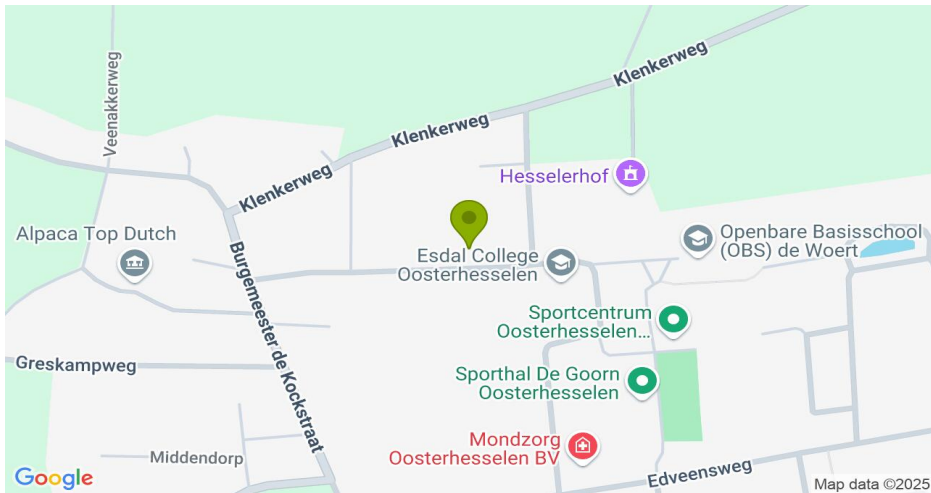 Veenakkerweg
Klenkerweg
Klenkerweg
Klenkerweg
Hesselerhof
Alpaca Top Dutch
Burgemeester de Kockstraat
Esdal College
Oosterhesselen
Openbare Basisschool
(OBS) de Woert
Sportcentrum
Oosterhesselen...
Greskampweg
Sporthal De Goorn
Oosterhesselen
Mondzorg
Oosterhesselen BV
Middendorp
Edveensweg
Google
Map data ©2025